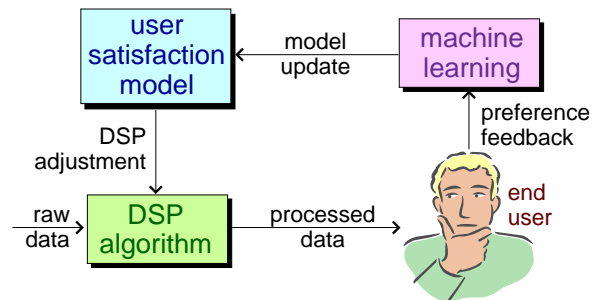 user
satisfaction
model
model
update
machine
learning
DSP
adjustment
preference
feedback
raw
data
DSP
algorithm
processed
data
end
user